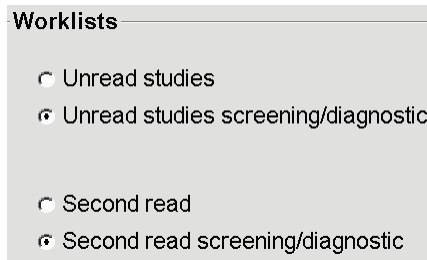 Worklists
Unread studies
Unread studies screening/diagnostic
Second read
Second read screening/diagnostic